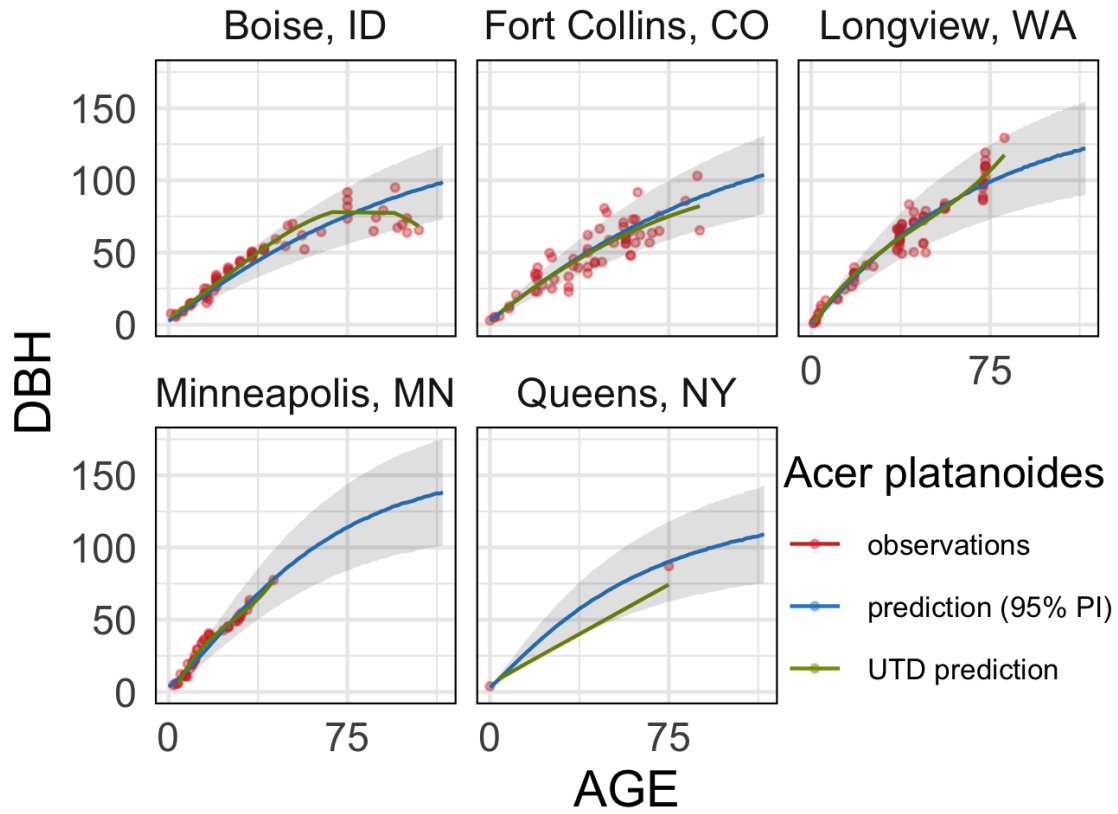 Boise, ID
Fort Collins, CO
Longview, WA
150
100
50
0
0
75
Minneapolis, MN
Queens, NY
150
100
50
0
0
75
0
75
DBH
AGE
Acer platanoides
observations
prediction (95% PI)
UTD prediction